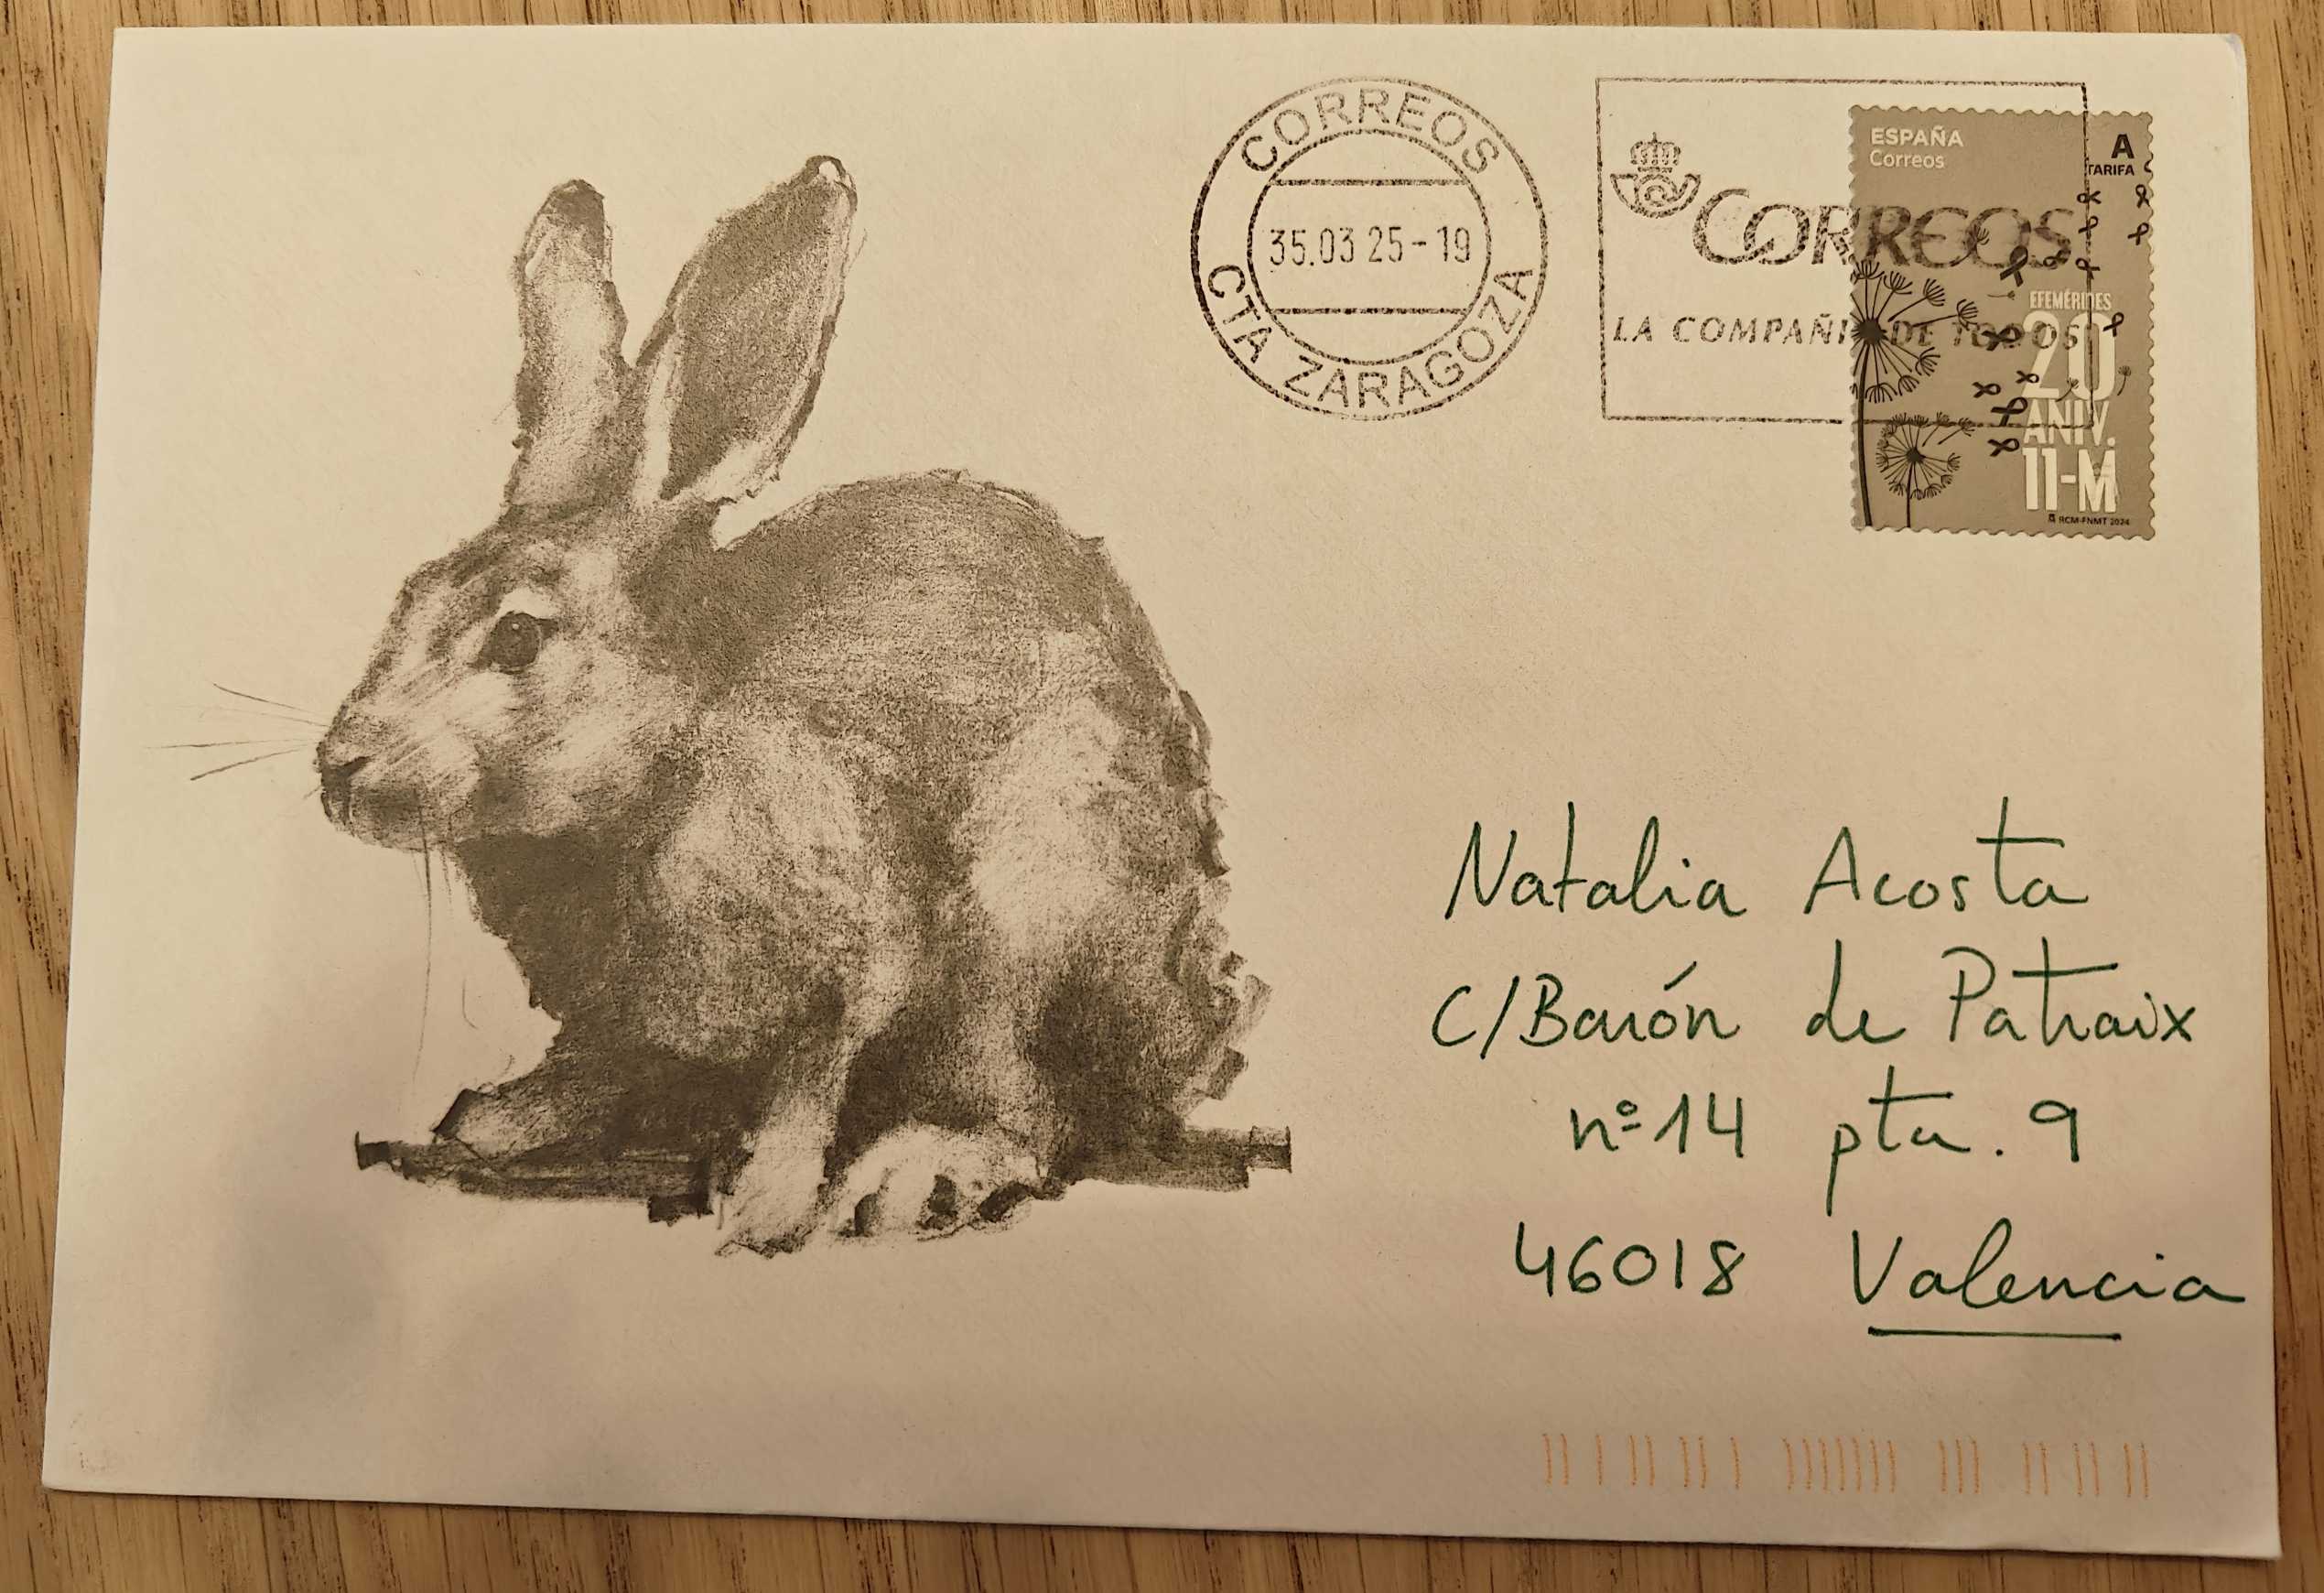 CORREOS
35.03 25-19
CTA ZARAGOZA
CORREOS
LA COMPAÑIA DE TODOS
ESPAÑA
Correos
A
TARIFA
EFEMÉRIDES
20
ANIV.
11-M
RCM-FNMT 2024
Natalia Acosta
C/Barón de Patraix
nº14 pta. 9
46018 Valencia